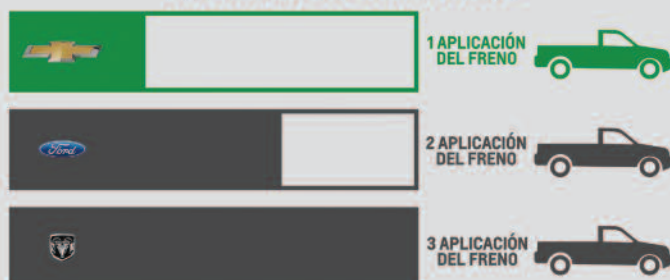 1 APLICACIÓN
DEL FRENO
Ford
2 APLICACIÓN
DEL FRENO
3 APLICACIÓN
DEL FRENO